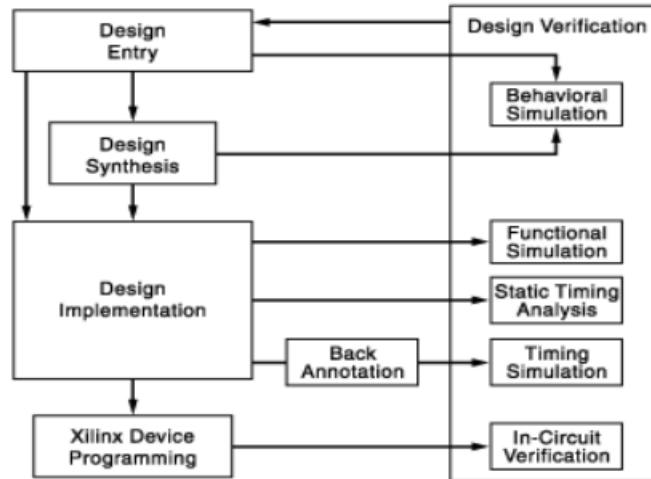 Design
Entry
Design Verification
Behavioral
Simulation
Design
Synthesis
Functional
Simulation
Design
Implementation
Static Timing
Analysis
Back
Annotation
Timing
Simulation
Xilinx Device
Programming
In-Circuit
Verification